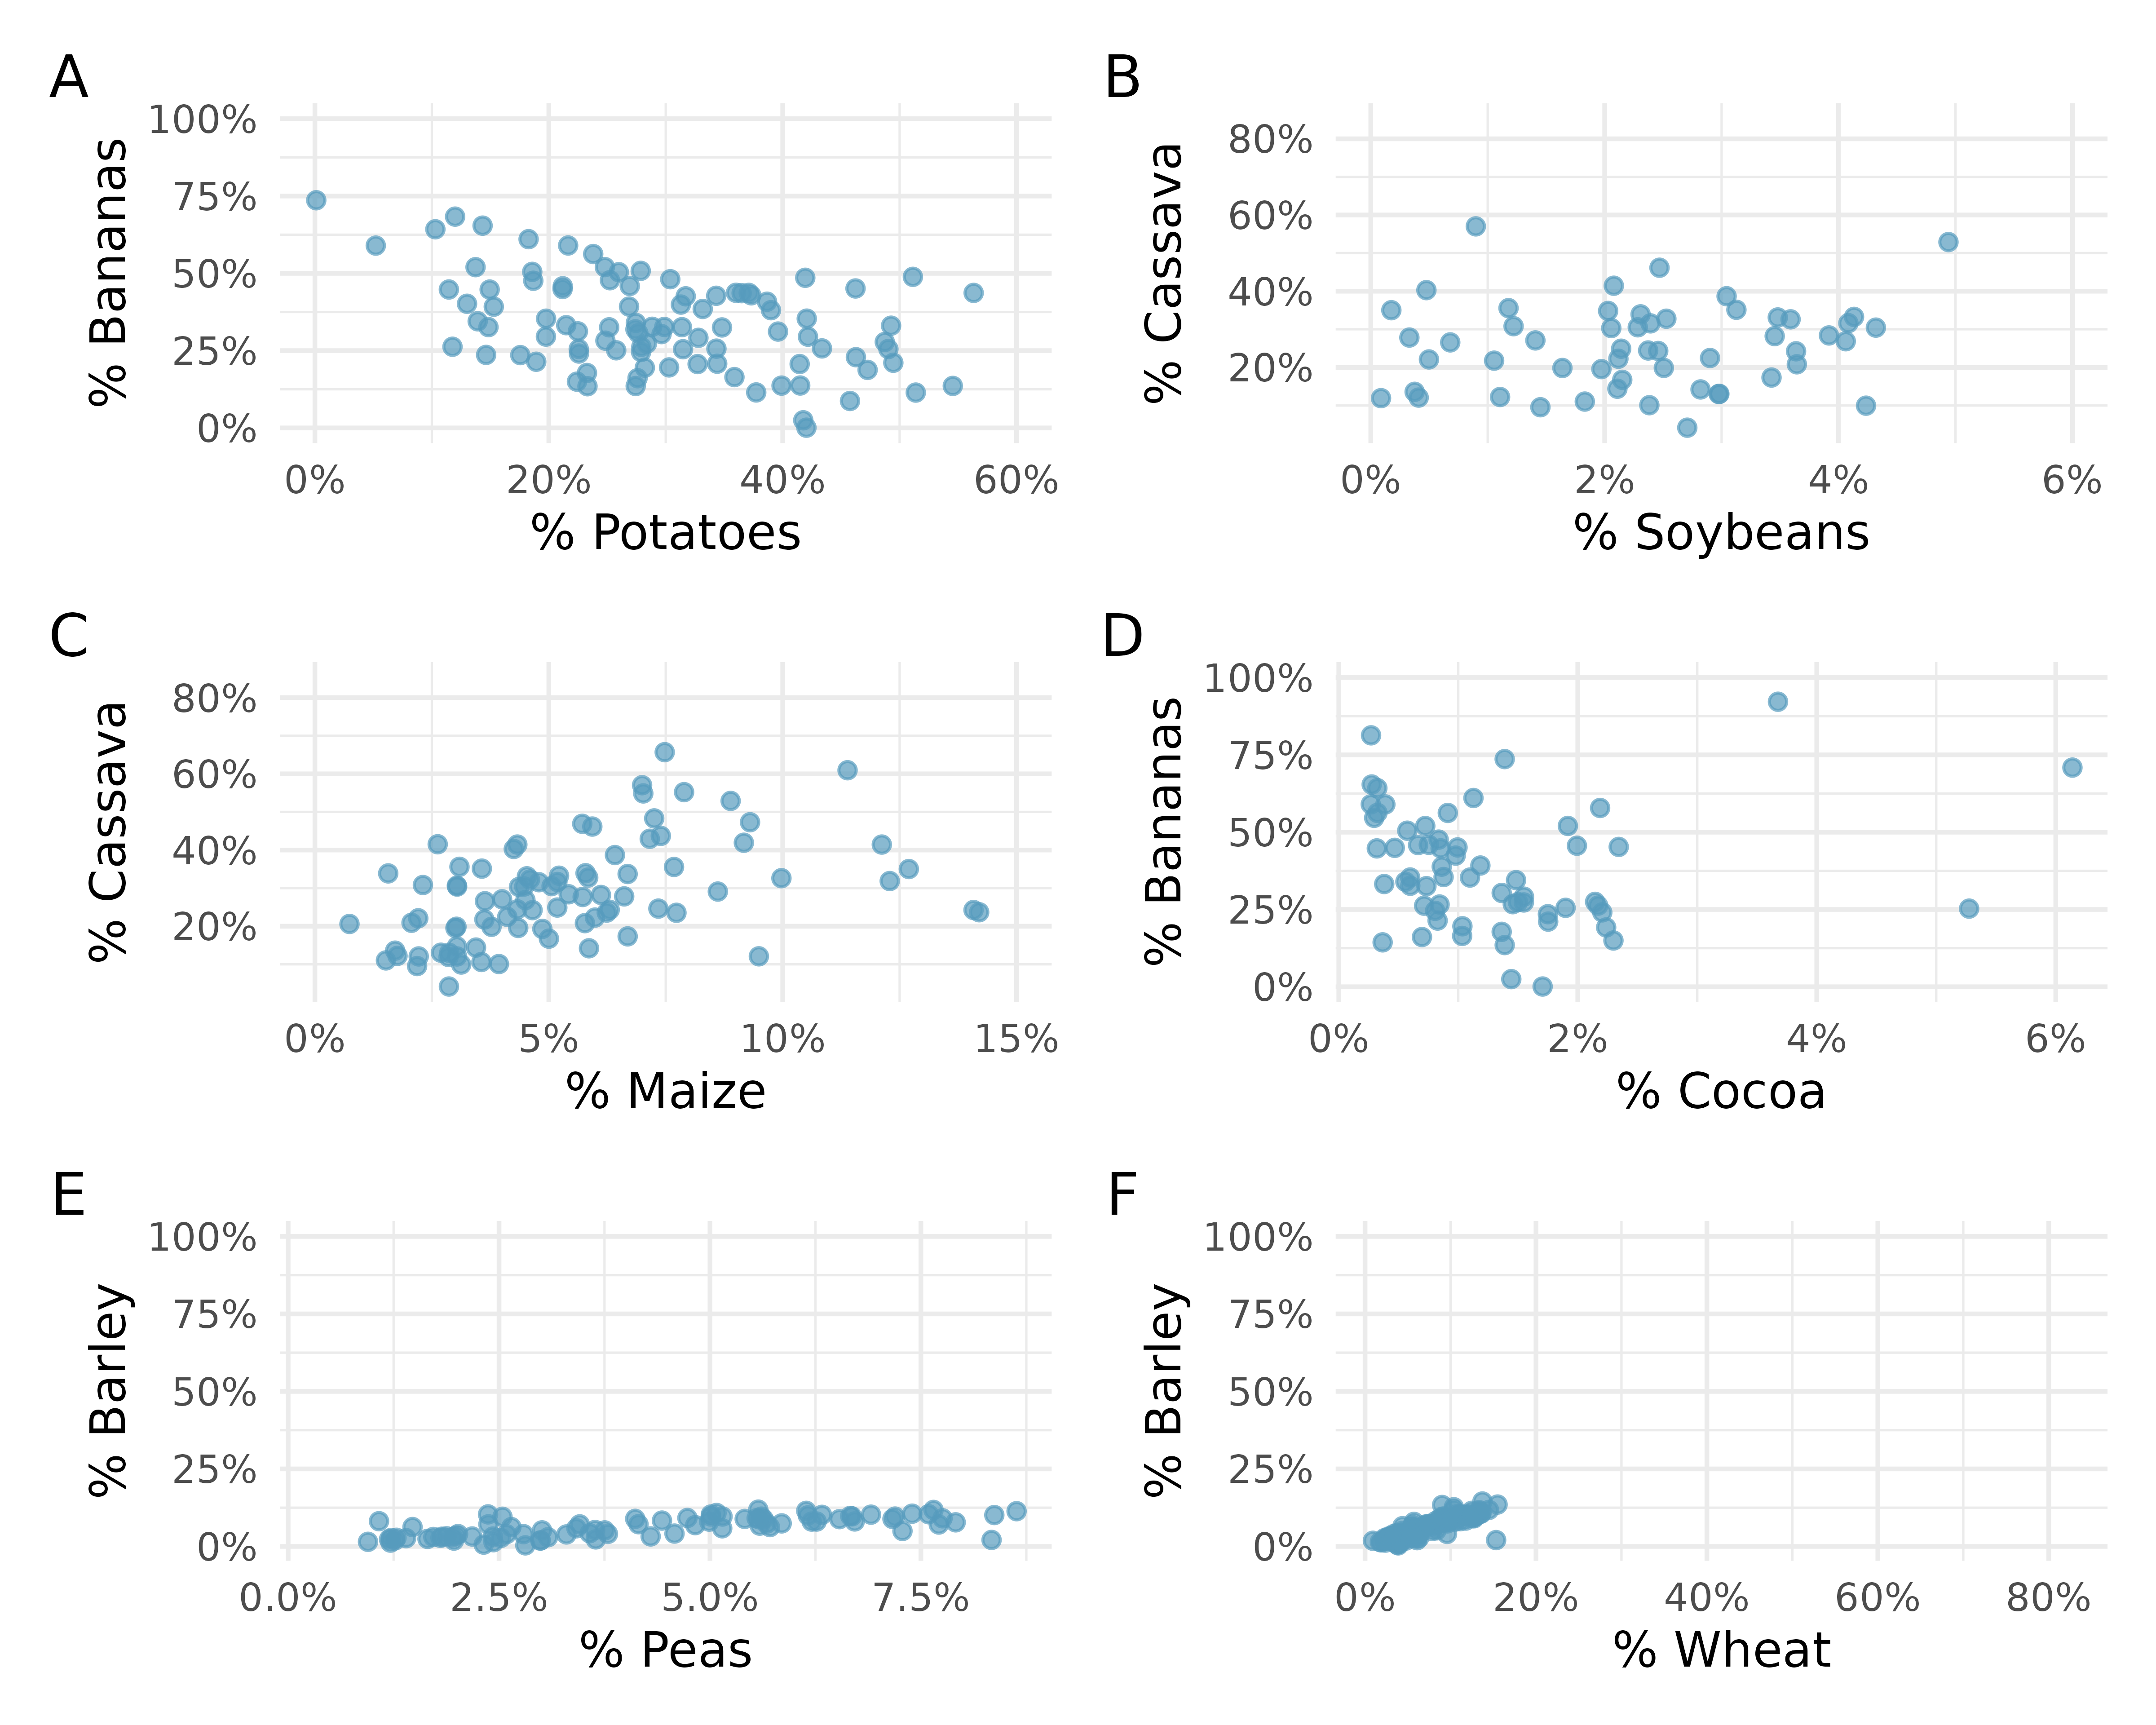 A
100%
75%
50%
25%
0%
% Bananas
0% 20% 40% 60%
% Potatoes
B
80%
60%
40%
20%
% Cassava
0% 2% 4% 6%
% Soybeans
C
80%
60%
40%
20%
% Cassava
0% 5% 10% 15%
% Maize
D
100%
75%
50%
25%
0%
% Bananas
0% 2% 4% 6%
% Cocoa
E
100%
75%
50%
25%
0%
% Barley
0.0% 2.5% 5.0% 7.5%
% Peas
F
100%
75%
50%
25%
0%
% Barley
0% 20% 40% 60% 80%
% Wheat